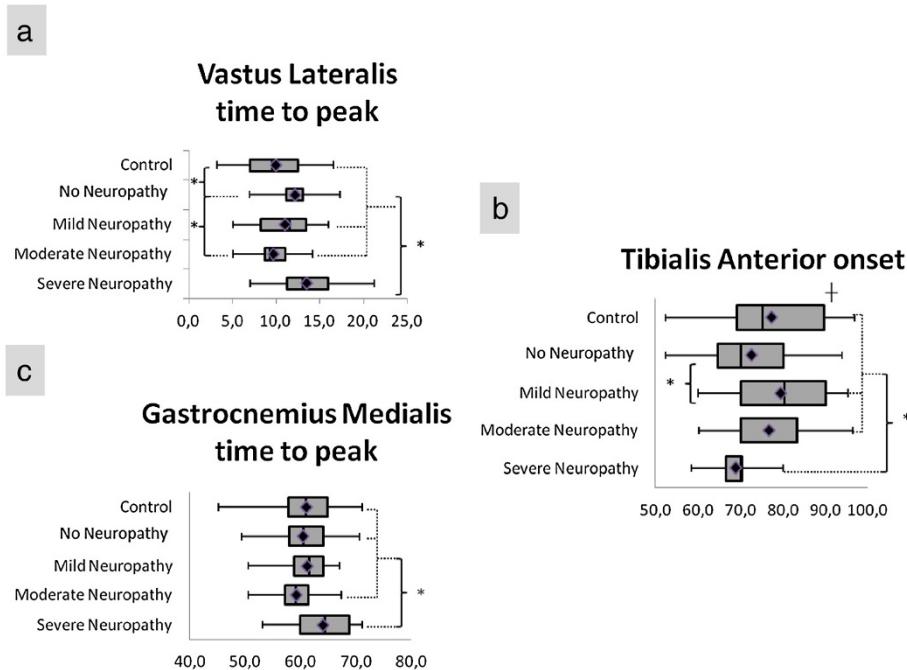 a
Vastus Lateralis
time to peak
Control
No Neuropathy
Mild Neuropathy
Moderate Neuropathy
Severe Neuropathy
*
*
*
0,0 5,0 10,0 15,0 20,0 25,0
b
Tibialis Anterior onset
┼
Control
No Neuropathy
Mild Neuropathy
Moderate Neuropathy
Severe Neuropathy
*
*
50,0 60,0 70,0 80,0 90,0 100,0
c
Gastrocnemius Medialis
time to peak
Control
No Neuropathy
Mild Neuropathy
Moderate Neuropathy
Severe Neuropathy
*
40,0 50,0 60,0 70,0 80,0